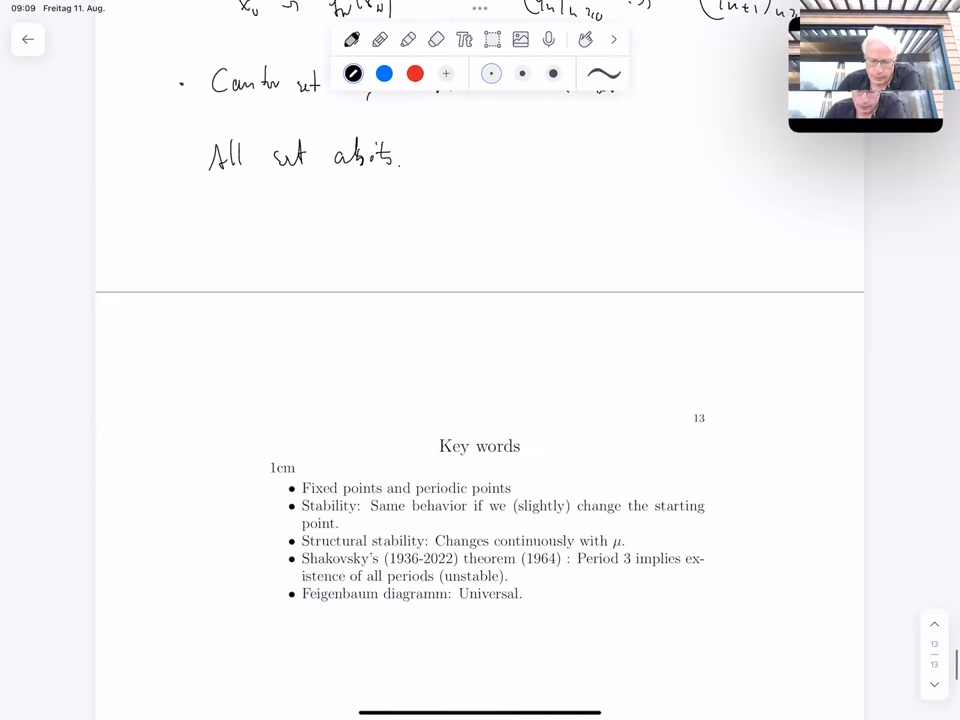 09:09 Freitag 11. Aug.
Cantor set
All set
13
Key words
1cm
• Fixed points and periodic points
• Stability: Same behavior if we (slightly) change the starting
point.
• Structural stability: Changes continuously with μ.
• Shakovsky's (1936-2022) theorem (1964) : Period 3 implies ex-
istence of all periods (unstable).
• Feigenbaum diagramm: Universal.
13
13